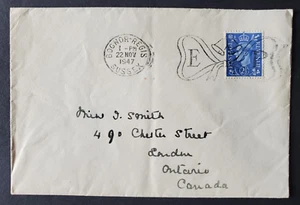 BOGNOR REGIS
1 - PM
22 NOV
1947
SUSSEX
E
Miss I. Smith
490 Chester Street
London
Ontario
Canada